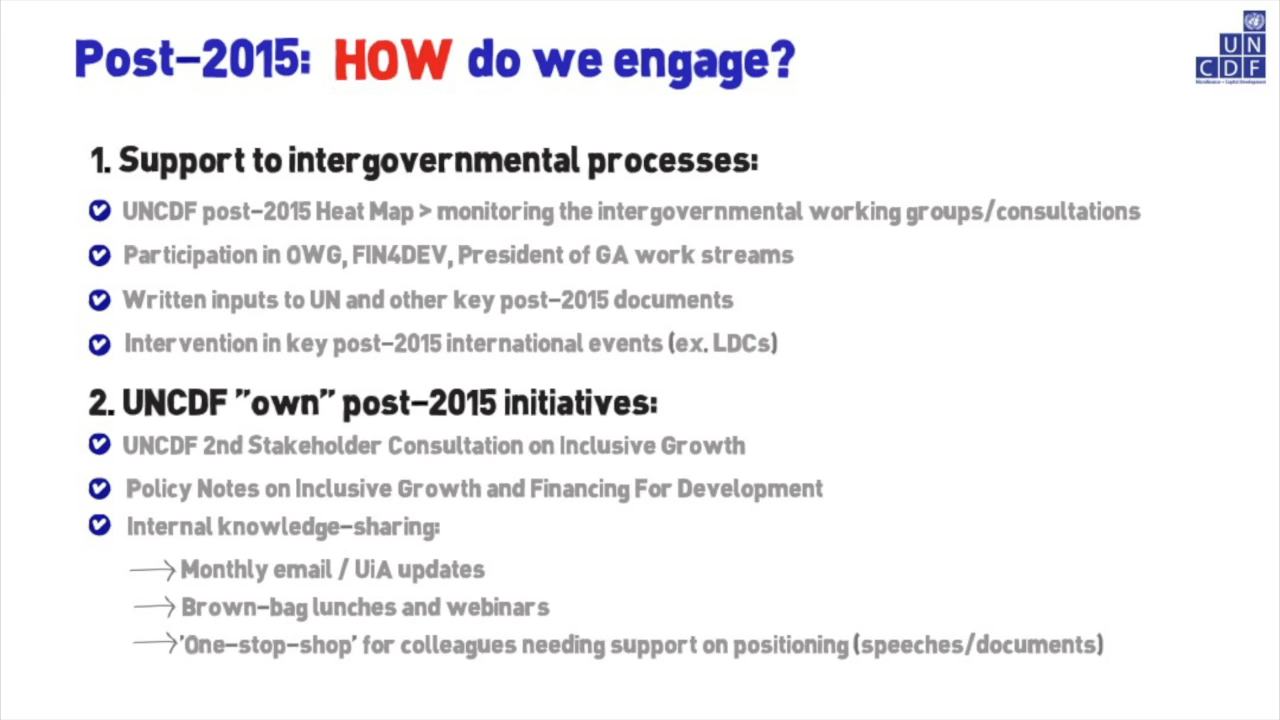 Post-2015: HOW do we engage?
UN
CDF
1. Support to intergovernmental processes:
UNCDF post-2015 Heat Map > monitoring the intergovernmental working groups/consultations
Participation in OWG, FIN4DEV, President of GA work streams
Written inputs to UN and other key post-2015 documents
Intervention in key post-2015 international events (ex. LDCs)
2. UNCDF "own" post-2015 initiatives:
UNCDF 2nd Stakeholder Consultation on Inclusive Growth
Policy Notes on Inclusive Growth and Financing For Development
Internal knowledge-sharing:
Monthly email / UiA updates
Brown-bag lunches and webinars
'One-stop-shop' for colleagues needing support on positioning (speeches/documents)